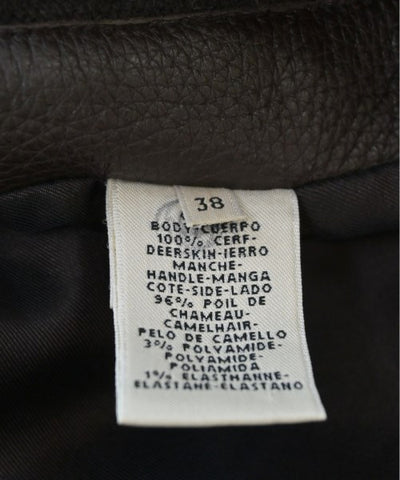 38
BODY-CUERPO
100% CERF-
DEERSKIN-IERRO
MANCHE-
HANDLE-MANGA
COTE-SIDE-LADO
96% POIL DE
CHAMEAU-
CAMELHAIR-
PELO DE CAMELLO
3% POLYAMIDE-
POLYAMIDE-
POLIAMIDA
1% ELASTHANNE-
ELASTANE-ELASTANO